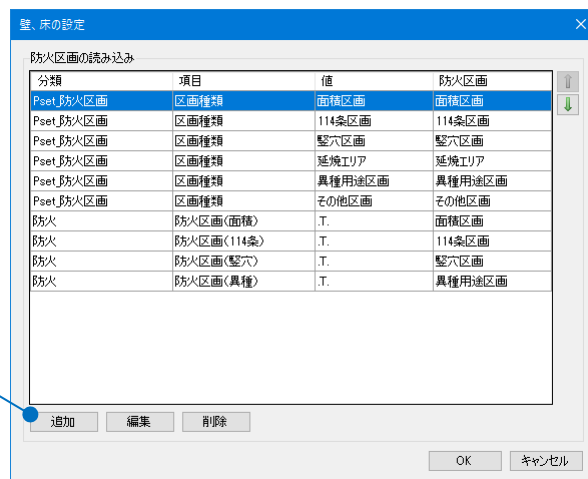 壁、床の設定
防火区画の読み込み
分類 項目 値 防火区画
Pset_防火区画 区画種類 面積区画 面積区画
Pset_防火区画 区画種類 114条区画 114条区画
Pset_防火区画 区画種類 竪穴区画 竪穴区画
Pset_防火区画 区画種類 延焼エリア 延焼エリア
Pset_防火区画 区画種類 異種用途区画 異種用途区画
Pset_防火区画 区画種類 その他区画 その他区画
防火 防火区画(面積) .T. 面積区画
防火 防火区画(114条) .T. 114条区画
防火 防火区画(竪穴) .T. 竪穴区画
防火 防火区画(異種) .T. 異種用途区画
追加 編集 削除
OK キャンセル